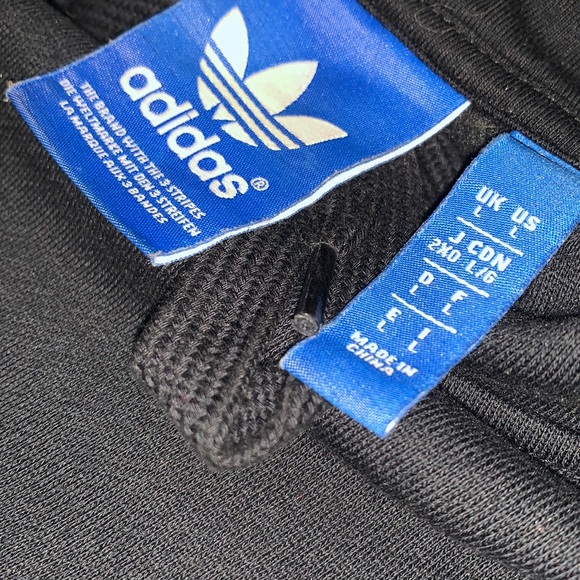 adidas®
THE BRAND WITH THE 3 STRIPES
DIE WELTMARKE MIT DEN 3 STREIFEN
LA MARQUE AUX 3 BANDES
UK US
L L
J CDN
2XO L/G
D F
L L
E I
L L
MADE IN
CHINA